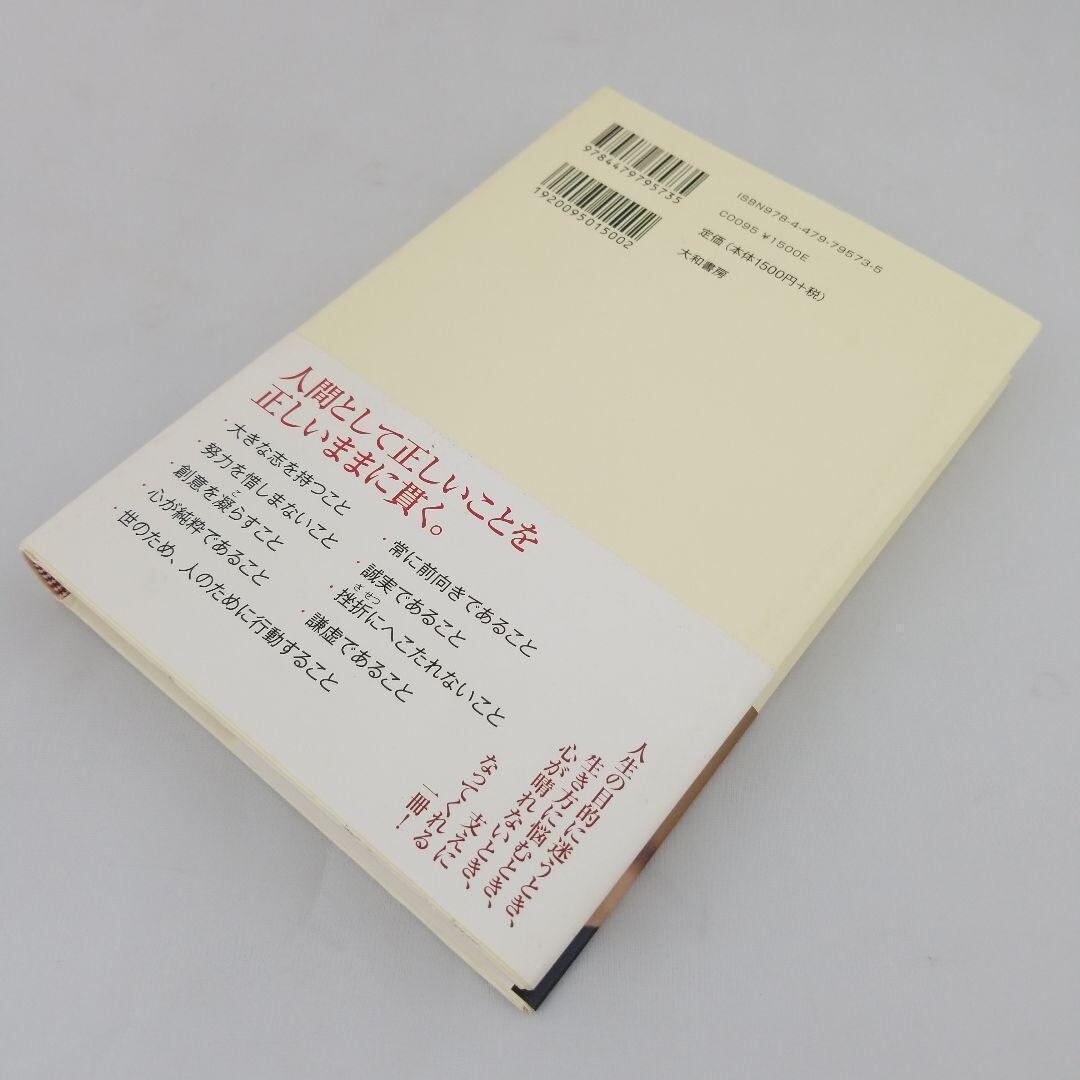 9784479795735
1920095015002
ISBN978-4-479-79573-5
C0095 ¥1500E
定価（本体1500円+税）
大和書房
人間として正しいことを
正しいままに貫く。
・大きな志を持つこと
・努力を惜しまないこと
こ
・創意を凝らすこと
・心が純粋であること
・世のため、人のために行動すること
・常に前向きであること
・誠実であること
させつ
・挫折にへこたれないこと
・謙虚であること
人生の目的に迷うとき、
生き方に悩むとき、
心が晴れないとき、
支えに
なってくれる
一冊！